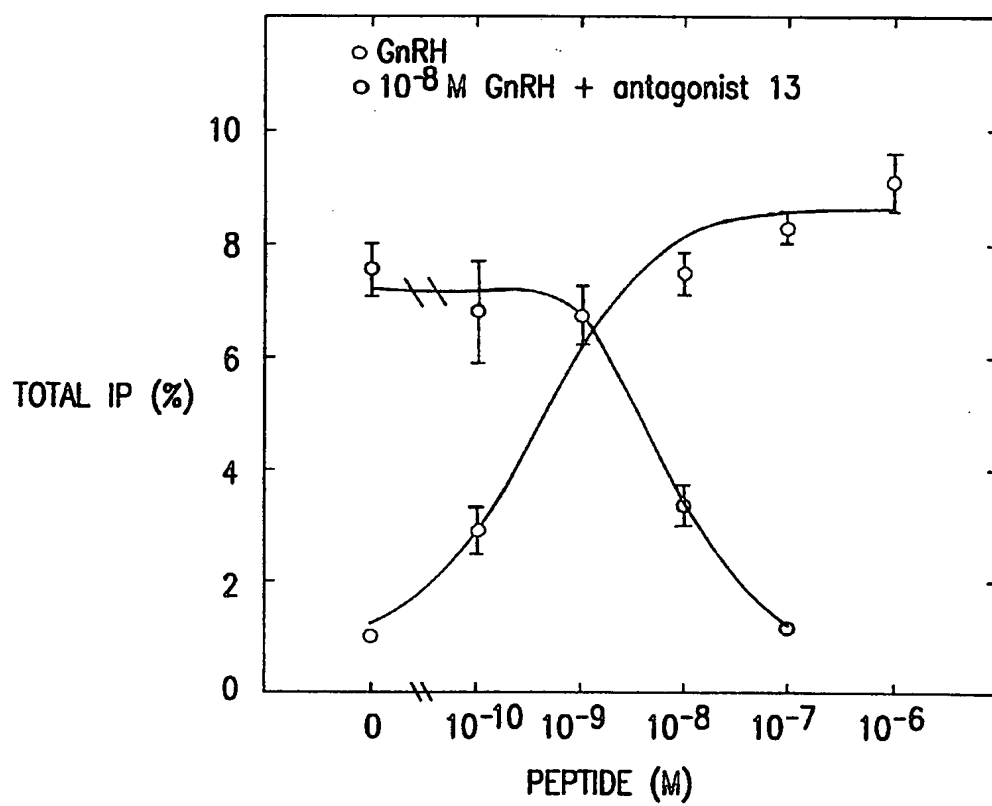 ○ GnRH
○ 10⁻⁸ M GnRH + antagonist 13
10
8
6
4
2
0
TOTAL IP (%)
0 10⁻¹⁰ 10⁻⁹ 10⁻⁸ 10⁻⁷ 10⁻⁶
PEPTIDE (M)